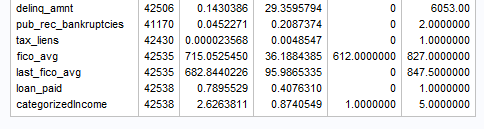 delinq_amnt 42506 0.1430386 29.3595794 0 6053.00
pub_rec_bankruptcies 41170 0.0452271 0.2087374 0 2.0000000
tax_liens 42430 0.000023568 0.0048547 0 1.0000000
fico_avg 42535 715.0525450 36.1884385 612.0000000 827.0000000
last_fico_avg 42535 682.8440226 95.9865335 0 847.5000000
loan_paid 42538 0.7895529 0.4076310 0 1.0000000
categorizedIncome 42538 2.6263811 0.8740549 1.0000000 5.0000000